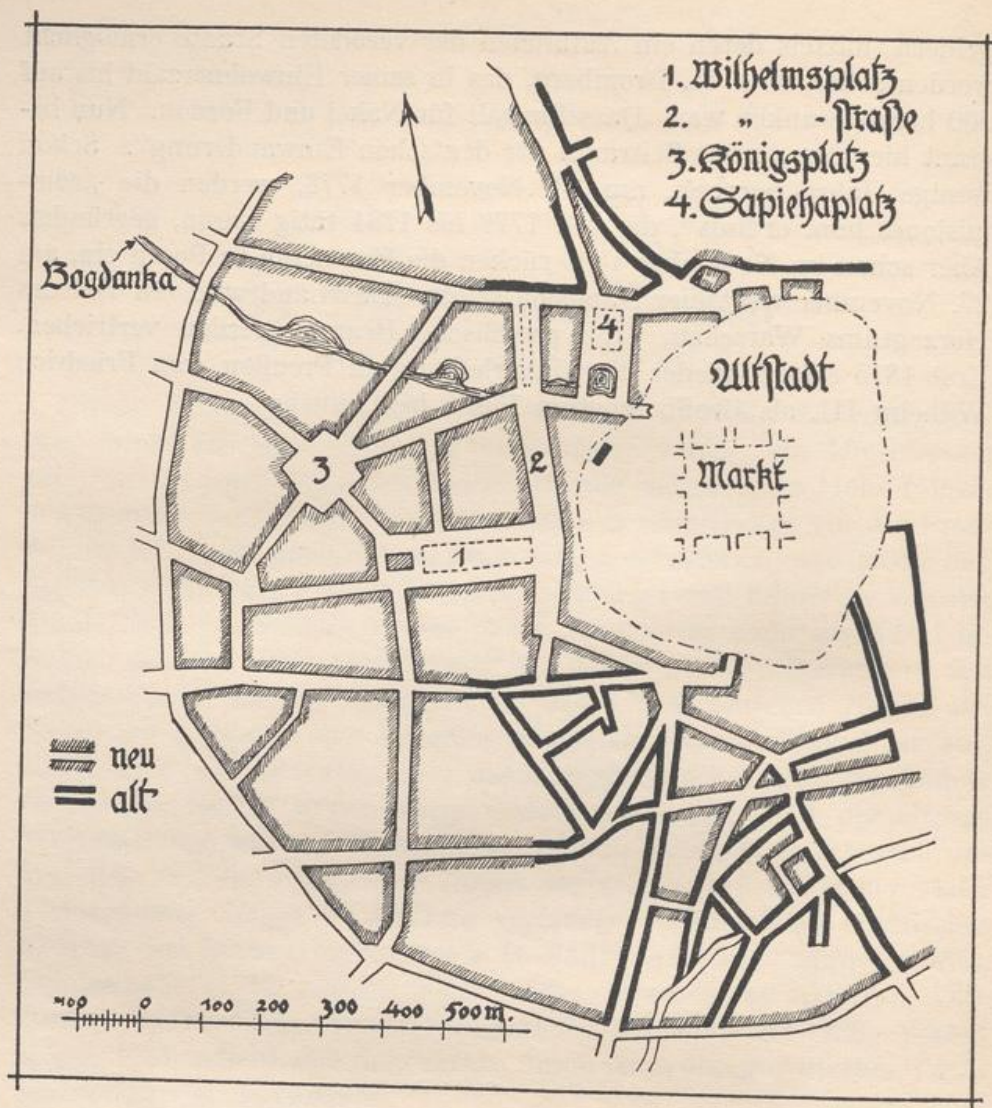 1. Wilhelmsplatz
2. „ - straße
3. Königsplatz
4. Sapiehaplatz
Bogdanka
4
Altstadt
3
2
Markt
1
neu
alt
100 0 100 200 300 400 500 m.